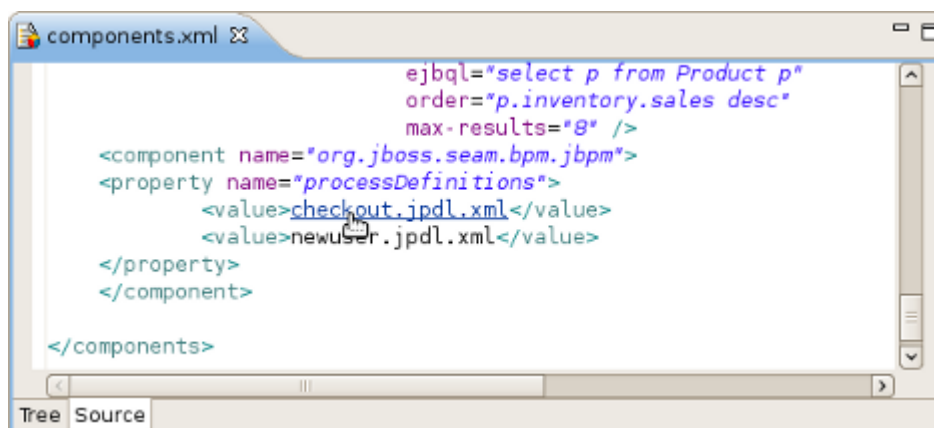 components.xml
ejbql="select p from Product p"
order="p.inventory.sales desc"
max-results="8" />
<component name="org.jboss.seam.bpm.jbpm">
<property name="processDefinitions">
<value>checkout.jpdl.xml</value>
<value>newuser.jpdl.xml</value>
</property>
</component>
</components>
Tree Source